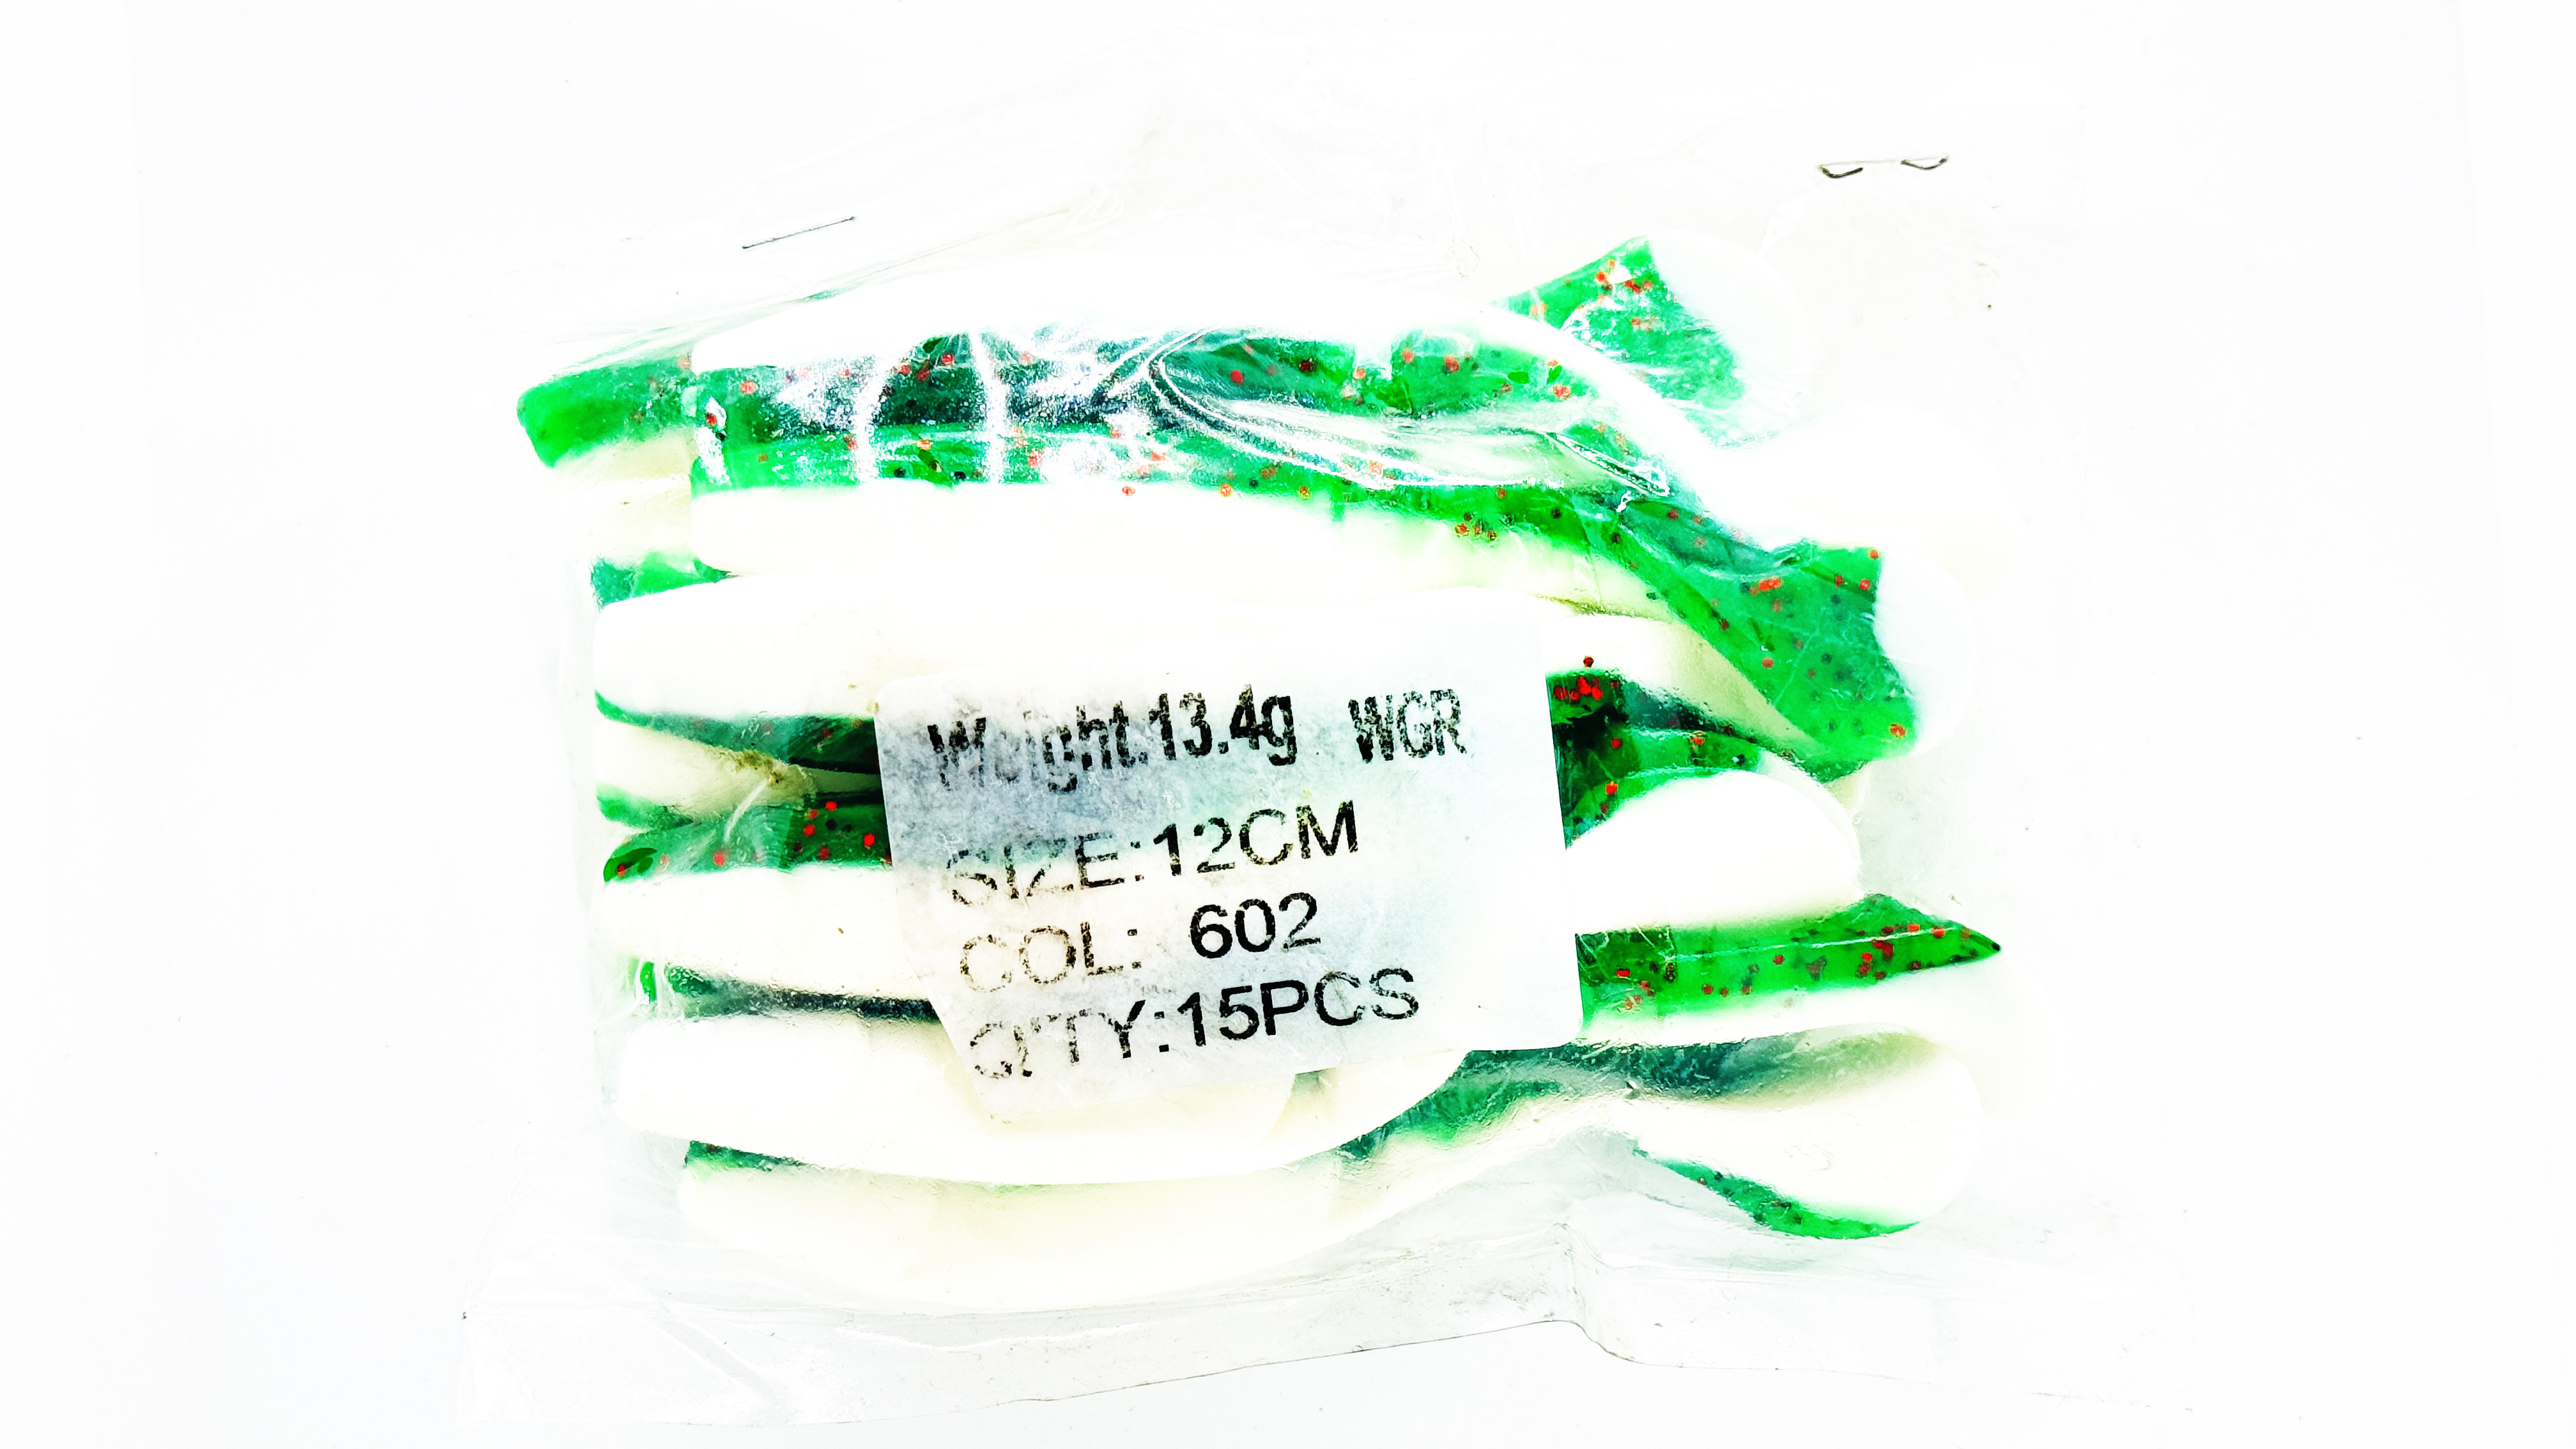 Weight.13.4g WGR
SIZE:12CM
COL: 602
Q'TY:15PCS